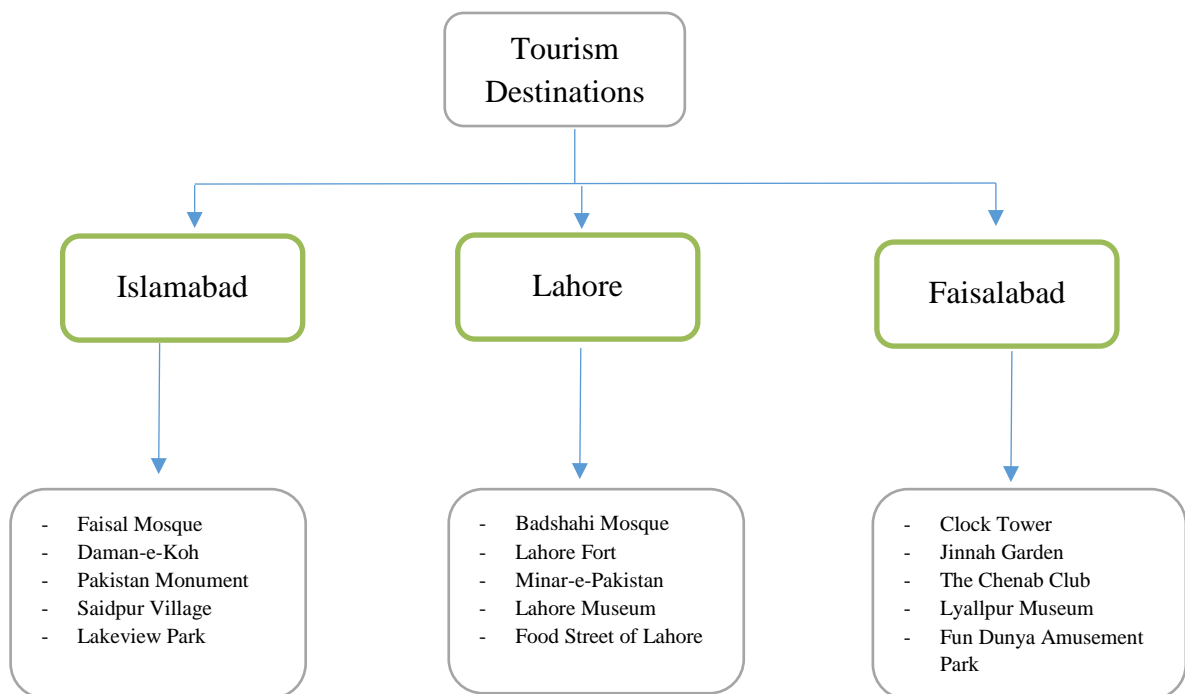 Tourism
Destinations
Islamabad
Lahore
Faisalabad
- Faisal Mosque
- Daman-e-Koh
- Pakistan Monument
- Saidpur Village
- Lakeview Park
- Badshahi Mosque
- Lahore Fort
- Minar-e-Pakistan
- Lahore Museum
- Food Street of Lahore
- Clock Tower
- Jinnah Garden
- The Chenab Club
- Lyallpur Museum
- Fun Dunya Amusement
Park